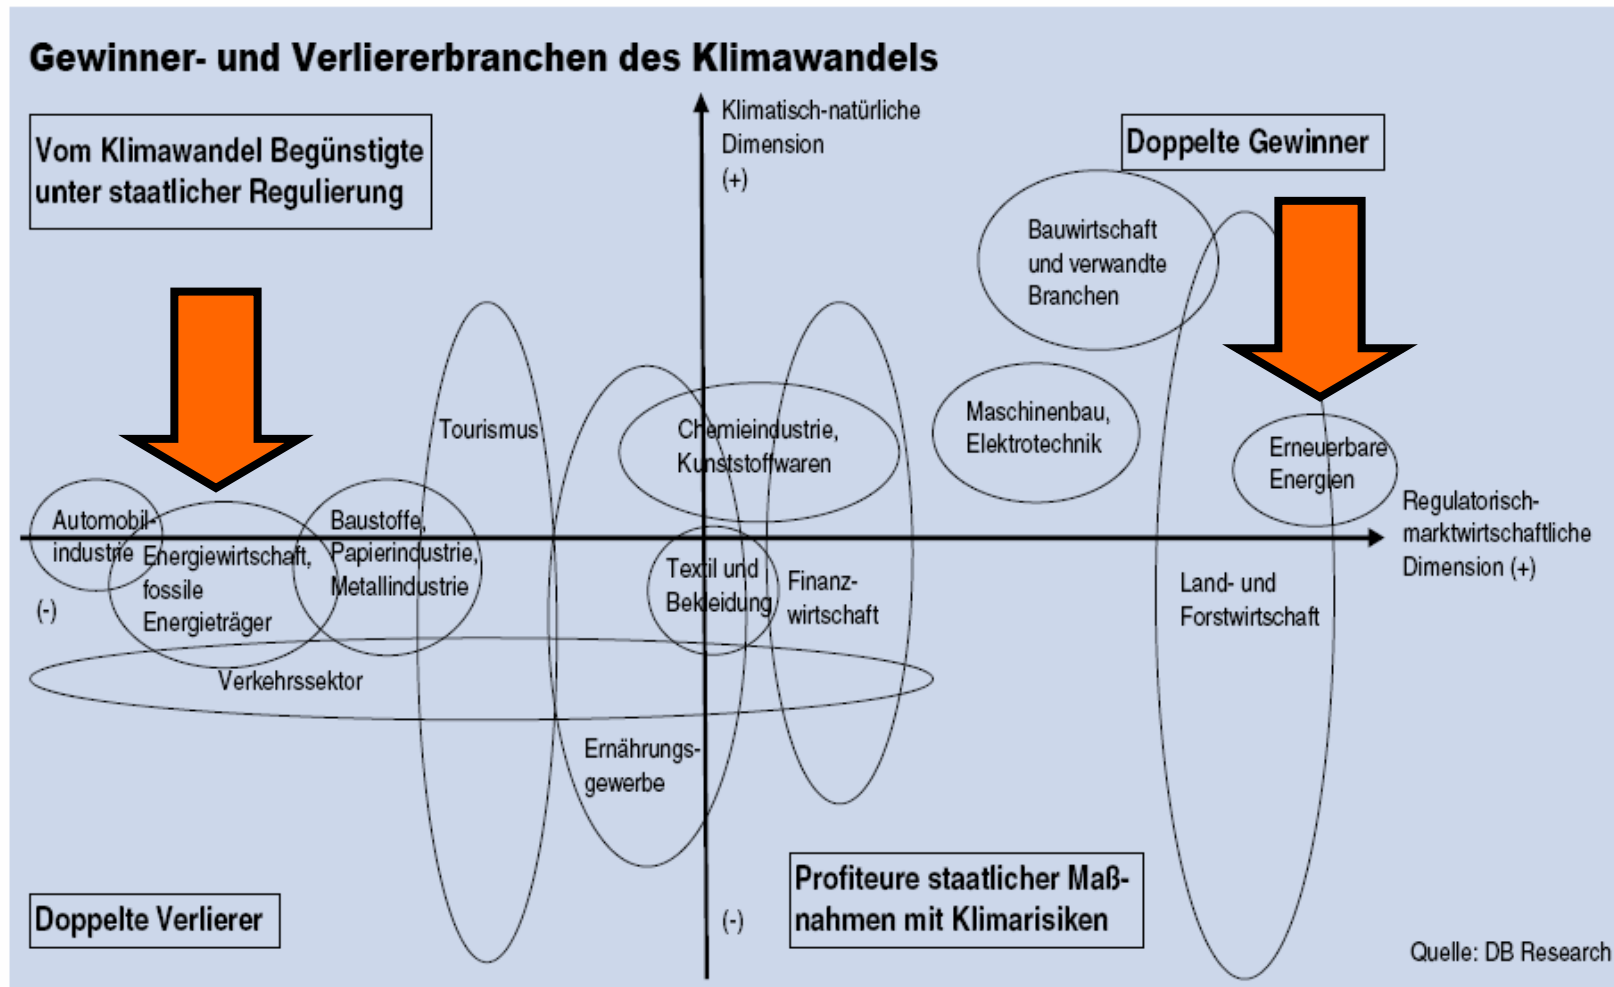 Gewinner- und Verliererbranchen des Klimawandels
Vom Klimawandel Begünstigte
unter staatlicher Regulierung
Klimatisch-natürliche
Dimension
(+)
Doppelte Gewinner
Bauwirtschaft
und verwandte
Branchen
Tourismus
Chemieindustrie,
Kunststoffwaren
Maschinenbau,
Elektrotechnik
Erneuerbare
Energien
Regulatorisch-
marktwirtschaftliche
Dimension (+)
Automobil-
industrie
(-)
Energiewirtschaft,
fossile
Energieträger
Baustoffe,
Papierindustrie,
Metallindustrie
Textil und
Bekleidung
Finanz-
wirtschaft
Land- und
Forstwirtschaft
Verkehrssektor
Ernährungs-
gewerbe
Doppelte Verlierer
(-)
Profiteure staatlicher Maß-
nahmen mit Klimarisiken
Quelle: DB Research